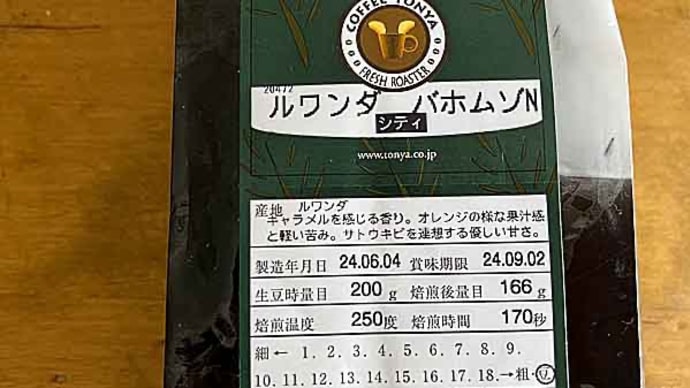 COFFEE TONYA
FRESH ROASTER
20472
ルワンダ バホムゾN
シティ
www.tonya.co.jp
産地 ルワンダ
キャラメルを感じる香り。オレンジの様な果汁感
と軽い苦み。サトウキビを連想する優しい甘さ。
製造年月日 24.06.04 賞味期限 24.09.02
生豆時量目 200g 焙煎後量目 166g
焙煎温度 250度 焙煎時間 170秒
細← 1. 2. 3. 4. 5. 6. 7. 8. 9.
10. 11. 12. 13. 14. 15. 16. 17. 18.→粗・豆.